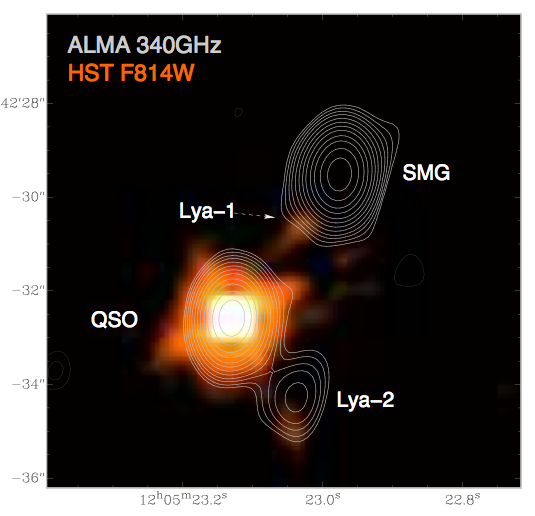 ALMA 340GHz
HST F814W
42'28"
SMG
−30"
Lya−1
−32"
QSO
−34"
Lya−2
−36"
12ʰ05ᵐ23.2ˢ 23.0ˢ 22.8ˢ